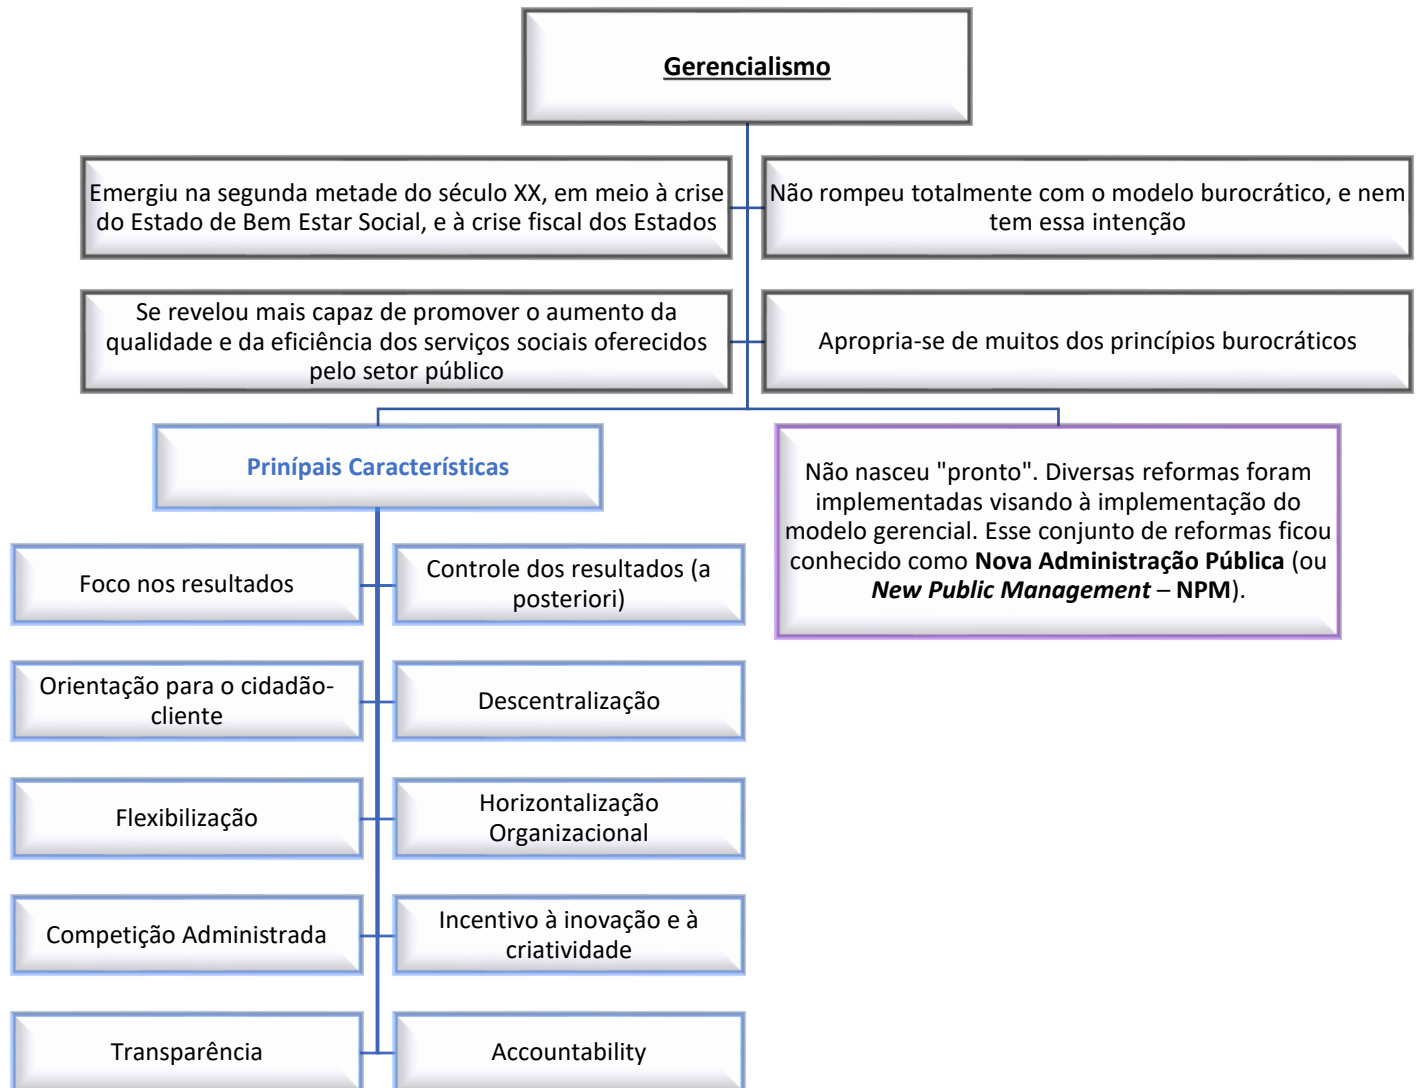 Gerencialismo
Emergiu na segunda metade do século XX, em meio à crise
do Estado de Bem Estar Social, e à crise fiscal dos Estados
Não rompeu totalmente com o modelo burocrático, e nem
tem essa intenção
Se revelou mais capaz de promover o aumento da
qualidade e da eficiência dos serviços sociais oferecidos
pelo setor público
Apropria-se de muitos dos princípios burocráticos
Prinípais Características
Não nasceu "pronto". Diversas reformas foram
implementadas visando à implementação do
modelo gerencial. Esse conjunto de reformas ficou
conhecido como Nova Administração Pública (ou
New Public Management – NPM).
Foco nos resultados
Controle dos resultados (a
posteriori)
Orientação para o cidadão-
cliente
Descentralização
Flexibilização
Horizontalização
Organizacional
Competição Administrada
Incentivo à inovação e à
criatividade
Transparência
Accountability